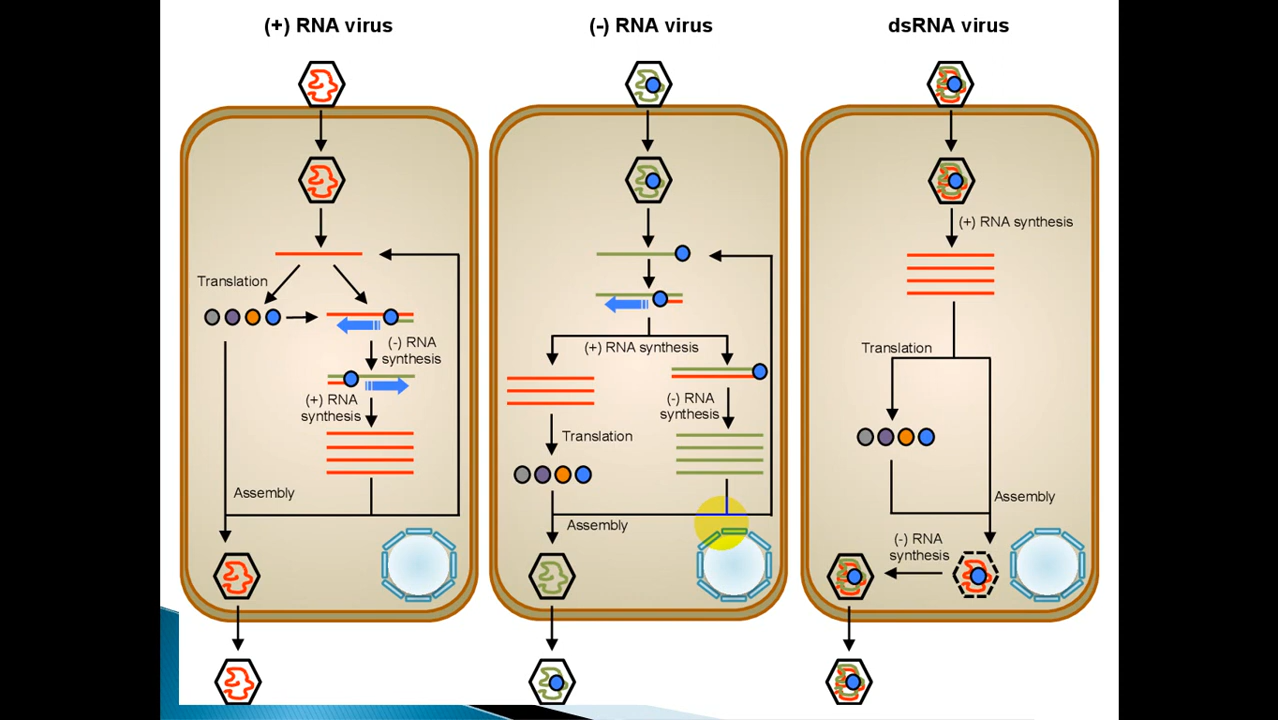 (+) RNA virus
(-) RNA virus
dsRNA virus
Translation
(-) RNA
synthesis
(+) RNA
synthesis
Assembly
(+) RNA synthesis
(-) RNA
synthesis
Translation
Assembly
(+) RNA synthesis
Translation
Assembly
(-) RNA
synthesis